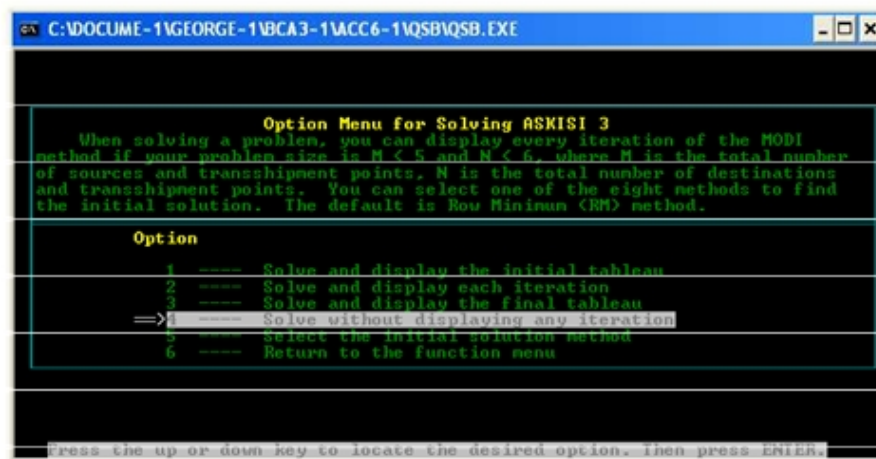 C:\DOCUME~1\GEORGE~1\BCA3~1\ACC6~1\QSB\QSB.EXE
Option Menu for Solving ASKISI 3
When solving a problem, you can display every iteration of the MODI
method if your problem size is M < 5 and N < 6, where M is the total number
of sources and transshipment points, N is the total number of destinations
and transshipment points. You can select one of the eight methods to find
the initial solution. The default is Row Minimum (RM) method.
Option
1 ---- Solve and display the initial tableau
2 ---- Solve and display each iteration
3 ---- Solve and display the final tableau
==>4 ---- Solve without displaying any iteration
5 ---- Select the initial solution method
6 ---- Return to the function menu
Press the up or down key to locate the desired option. Then press ENTER.